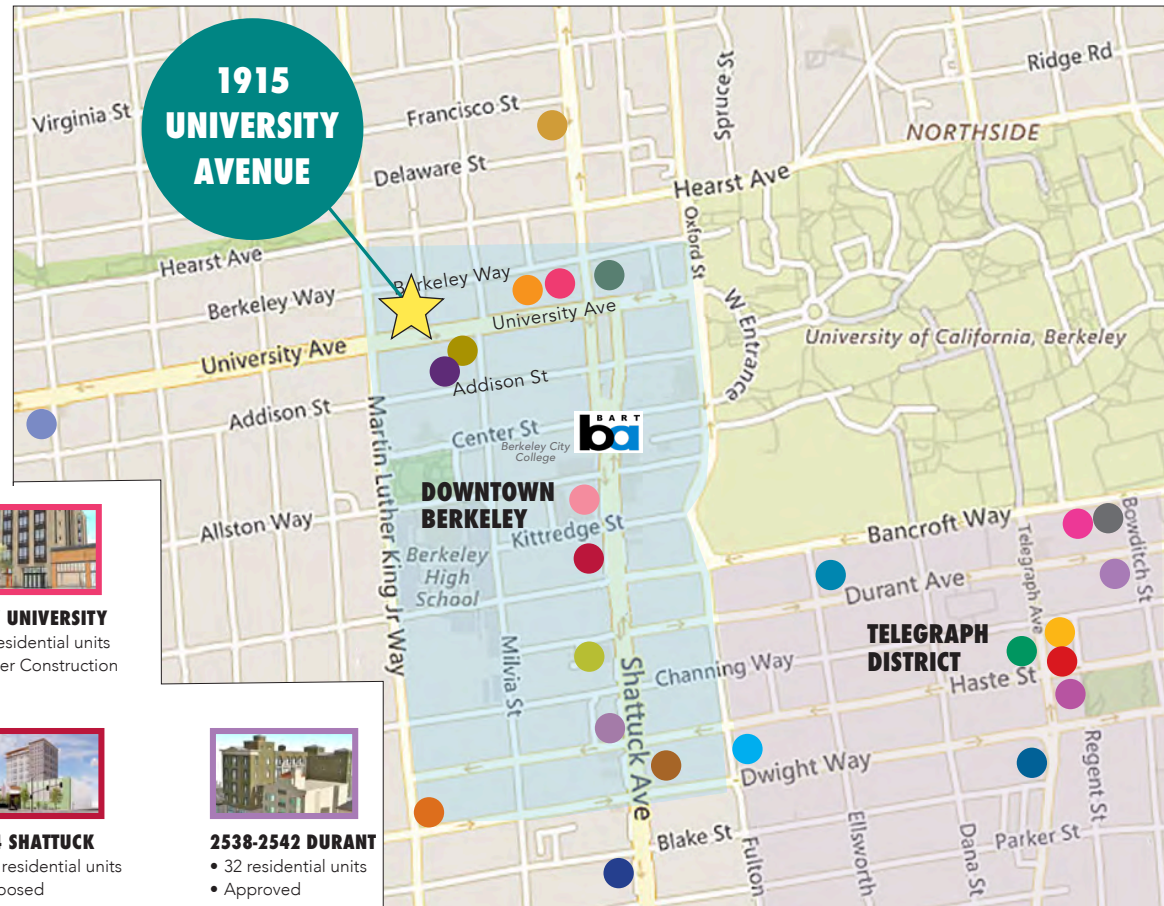 1915
UNIVERSITY
AVENUE
Virginia St
Francisco St
Delaware St
Spruce St
Ridge Rd
NORTHSIDE
Hearst Ave
Oxford St
Hearst Ave
Berkeley Way
Berkeley Way
University Ave
W Entrance
University of California, Berkeley
University Ave
Addison St
Addison St
Martin Luther King Jr Way
Center St
Berkeley City
College
BART
ba
DOWNTOWN
BERKELEY
Allston Way
Kittredge St
Berkeley
High
School
Bancroft Way
Telegraph Ave
Bowditch St
Durant Ave
TELEGRAPH
DISTRICT
Milvia St
Shattuck Ave
Channing Way
Haste St
Dwight Way
Regent St
Blake St
Fulton
Ellsworth
Dana St
Parker St
UNIVERSITY
esidential units
er Construction
SHATTUCK
residential units
posed
2538-2542 DURANT
• 32 residential units
• Approved